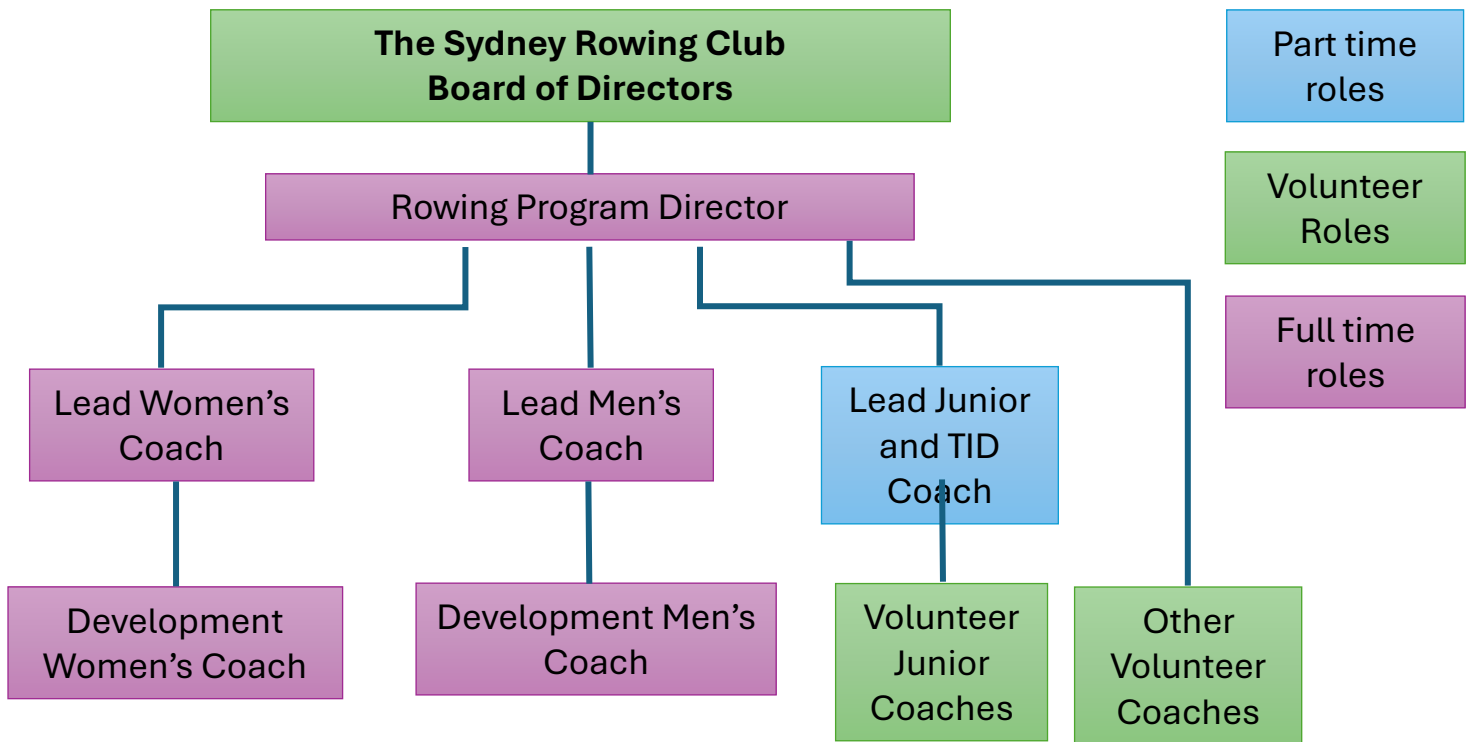 The Sydney Rowing Club
Board of Directors
Part time
roles
Rowing Program Director
Volunteer
Roles
Full time
roles
Lead Women’s
Coach
Lead Men’s
Coach
Lead Junior
and TID
Coach
Development
Women’s Coach
Development Men’s
Coach
Volunteer
Junior
Coaches
Other
Volunteer
Coaches